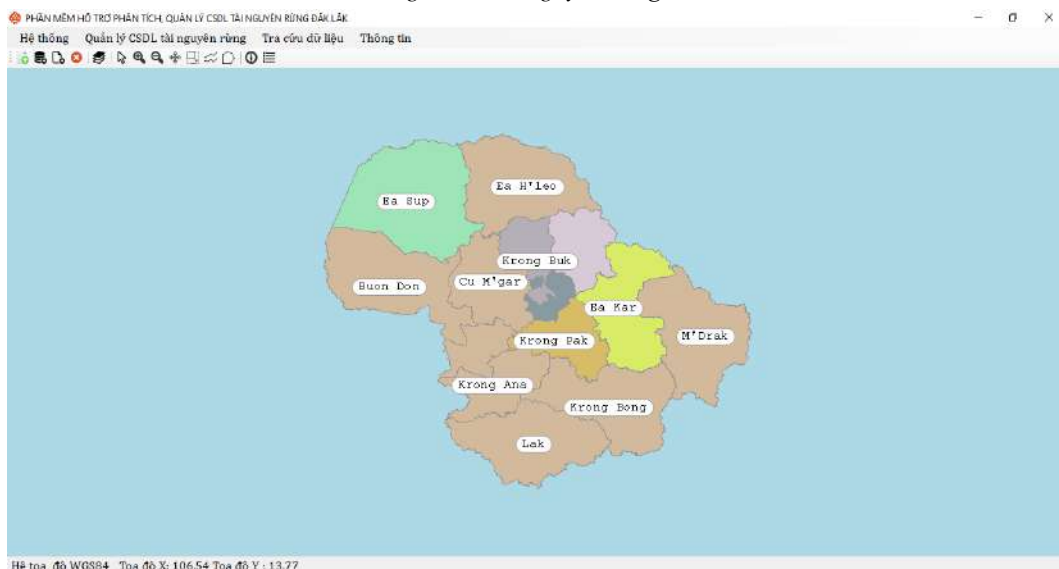 PHẦN MỀM HỖ TRỢ PHÂN TÍCH, QUẢN LÝ CSDL TÀI NGUYÊN RỪNG ĐĂK LĂK
Hệ thống Quản lý CSDL tài nguyên rừng Tra cứu dữ liệu Thông tin
Ea H'leo
Ea Sup
Krong Buk
Buon Don
Cu M'gar
Ea Kar
Krong Pak
M'Drak
Krong Ana
Krong Bong
Lak
Hệ tọa độ WGS84 Tọa độ X: 106.54 Tọa độ Y : 13.77